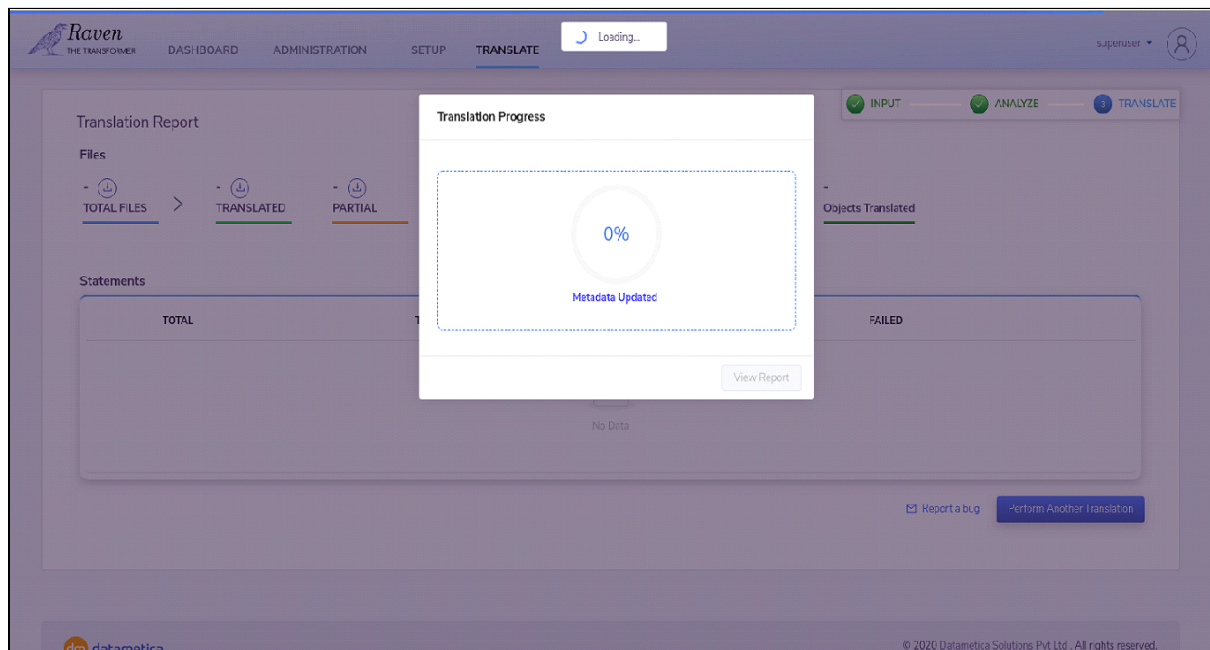 Raven
THE TRANSFORMER
DASHBOARD
ADMINISTRATION
SETUP
TRANSLATE
Loading...
superuser
INPUT
ANALYZE
3 TRANSLATE
Translation Report
Translation Progress
Files
-
TOTAL FILES
-
TRANSLATED
-
PARTIAL
-
Objects Translated
0%
Metadata Updated
Statements
TOTAL
T
FAILED
View Report
No Data
Report a bug
Perform Another Translation
dm datametica
© 2020 Datametica Solutions Pvt Ltd . All rights reserved.